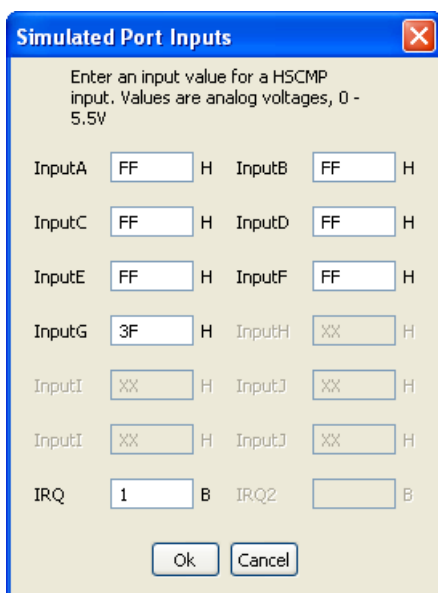 Simulated Port Inputs
Enter an input value for a HSCMP
input. Values are analog voltages, 0 -
5.5V
InputA FF H InputB FF H
InputC FF H InputD FF H
InputE FF H InputF FF H
InputG 3F H InputH XX H
InputI XX H InputJ XX H
InputI XX H InputJ XX H
IRQ 1 B IRQ2 B
Ok Cancel